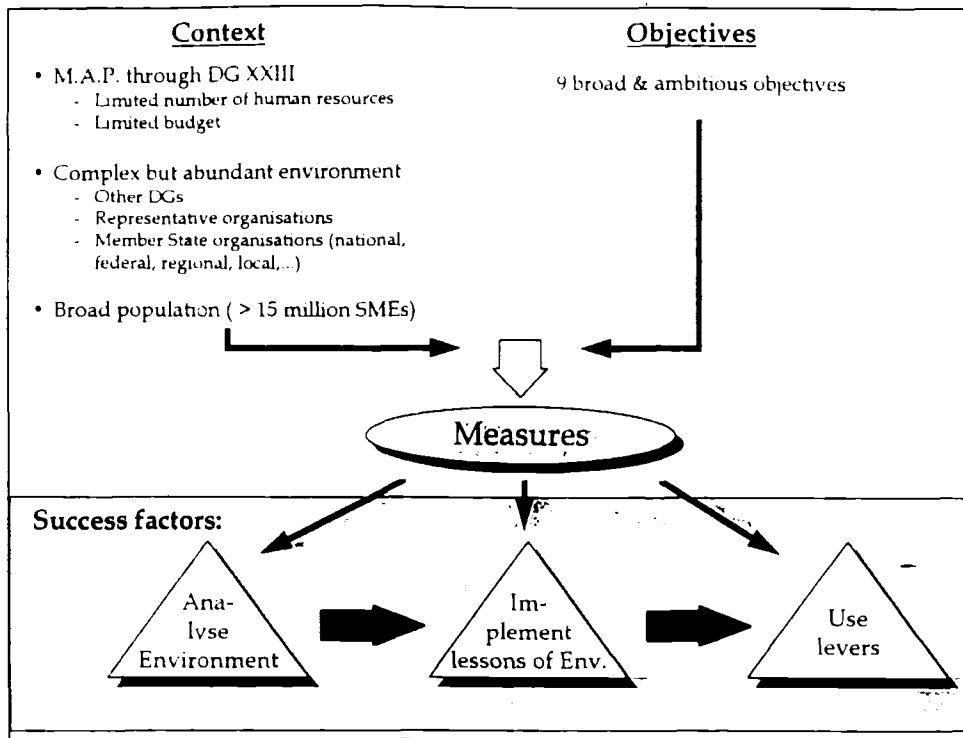 Context
• M.A.P. through DG XXIII
- Limited number of human resources
- Limited budget
• Complex but abundant environment
- Other DGs
- Representative organisations
- Member State organisations (national,
federal, regional, local,...)
• Broad population ( > 15 million SMEs)
Objectives
9 broad & ambitious objectives
Measures
Success factors:
Ana-
lyse
Environment
Im-
plement
lessons of Env.
Use
levers